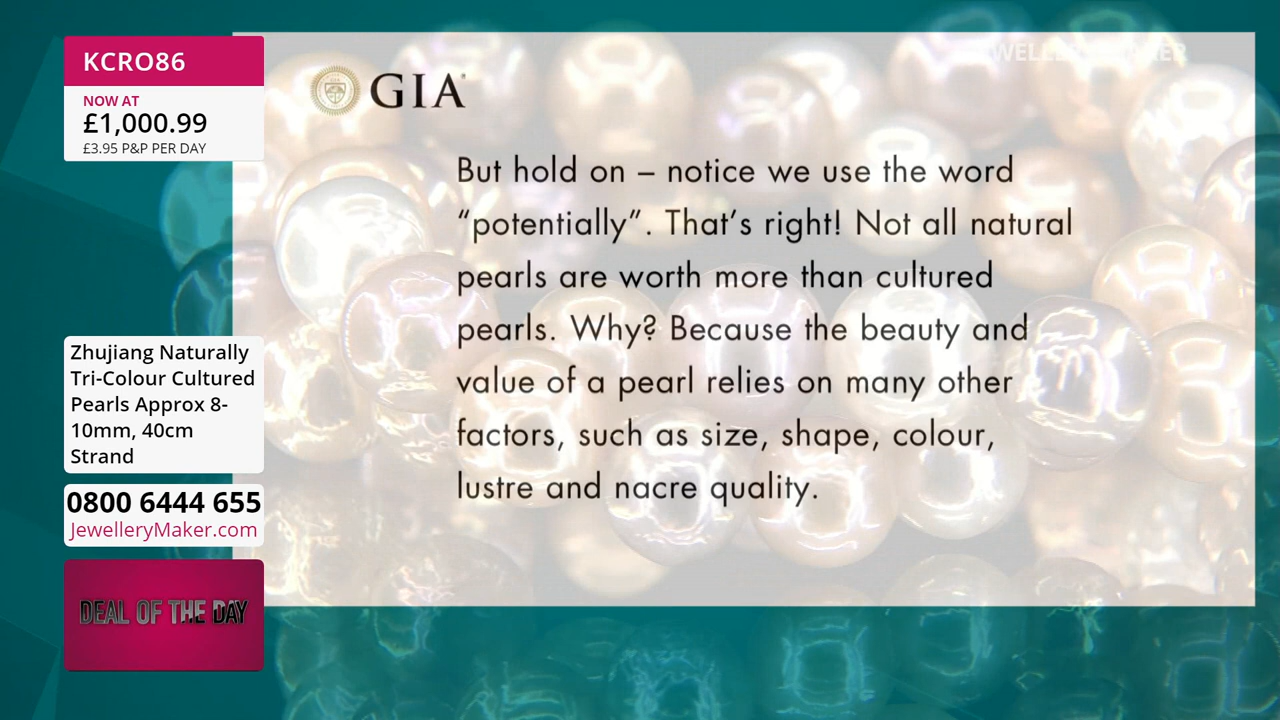 KCRO86
NOW AT
£1,000.99
£3.95 P&P PER DAY
GIA
But hold on – notice we use the word
“potentially”. That’s right! Not all natural
pearls are worth more than cultured
pearls. Why? Because the beauty and
value of a pearl relies on many other
factors, such as size, shape, colour,
lustre and nacre quality.
Zhujiang Naturally
Tri-Colour Cultured
Pearls Approx 8-
10mm, 40cm
Strand
0800 6444 655
JewelleryMaker.com
DEAL OF THE DAY